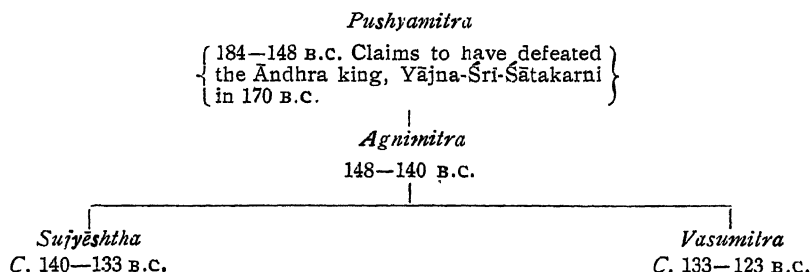 Pushyamitra
184—148 B.C. Claims to have defeated
the Āndhra king, Yājna-Śrī-Śātakarni
in 170 B.C.
Agnimitra
148—140 B.C.
Sujyēshtha
C. 140—133 B.C.
Vasumitra
C. 133—123 B.C.